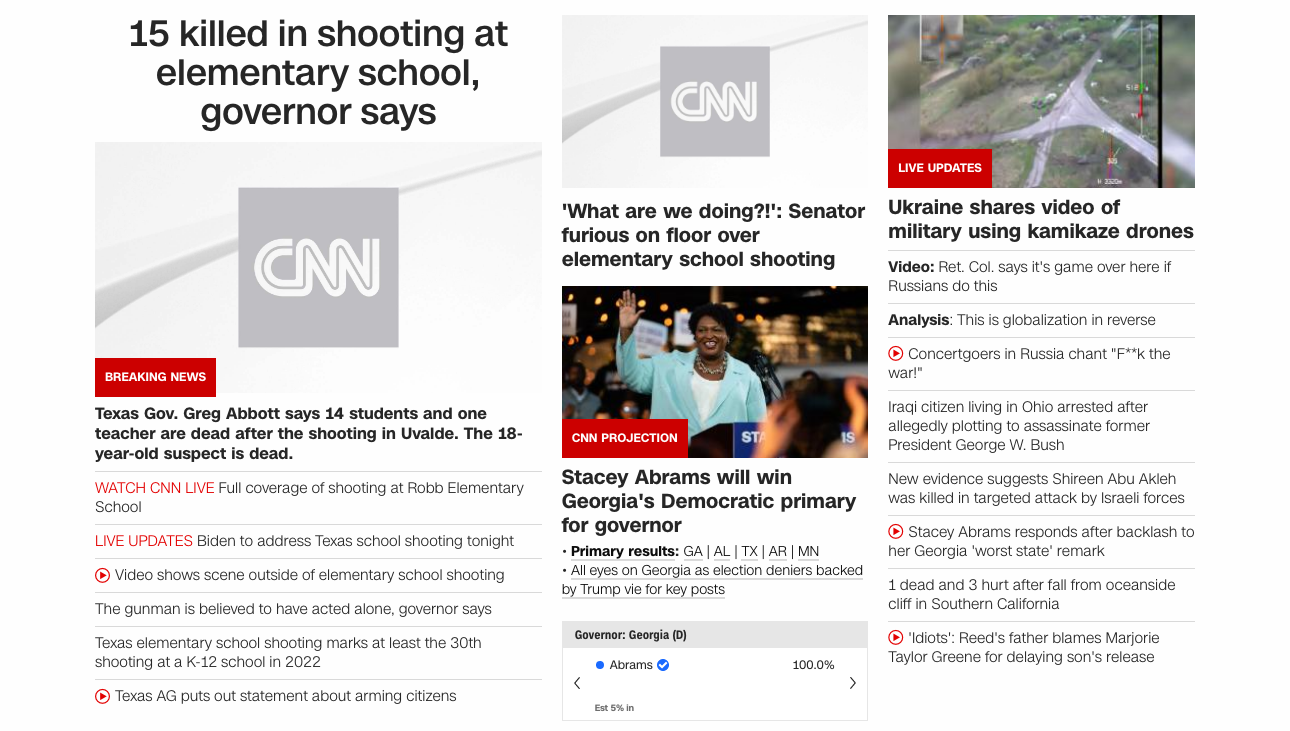 15 killed in shooting at
elementary school,
governor says
CNN
BREAKING NEWS
Texas Gov. Greg Abbott says 14 students and one
teacher are dead after the shooting in Uvalde. The 18-
year-old suspect is dead.
WATCH CNN LIVE Full coverage of shooting at Robb Elementary
School
LIVE UPDATES Biden to address Texas school shooting tonight
Video shows scene outside of elementary school shooting
The gunman is believed to have acted alone, governor says
Texas elementary school shooting marks at least the 30th
shooting at a K-12 school in 2022
Texas AG puts out statement about arming citizens
CNN
'What are we doing?!': Senator
furious on floor over
elementary school shooting
CNN PROJECTION
STA
IS
Stacey Abrams will win
Georgia's Democratic primary
for governor
• Primary results: GA | AL | TX | AR | MN
• All eyes on Georgia as election deniers backed
by Trump vie for key posts
Governor: Georgia (D)
Abrams 100.0%
Est 5% in
LIVE UPDATES
Ukraine shares video of
military using kamikaze drones
Video: Ret. Col. says it's game over here if
Russians do this
Analysis: This is globalization in reverse
Concertgoers in Russia chant "F**k the
war!"
Iraqi citizen living in Ohio arrested after
allegedly plotting to assassinate former
President George W. Bush
New evidence suggests Shireen Abu Akleh
was killed in targeted attack by Israeli forces
Stacey Abrams responds after backlash to
her Georgia 'worst state' remark
1 dead and 3 hurt after fall from oceanside
cliff in Southern California
'Idiots': Reed's father blames Marjorie
Taylor Greene for delaying son's release